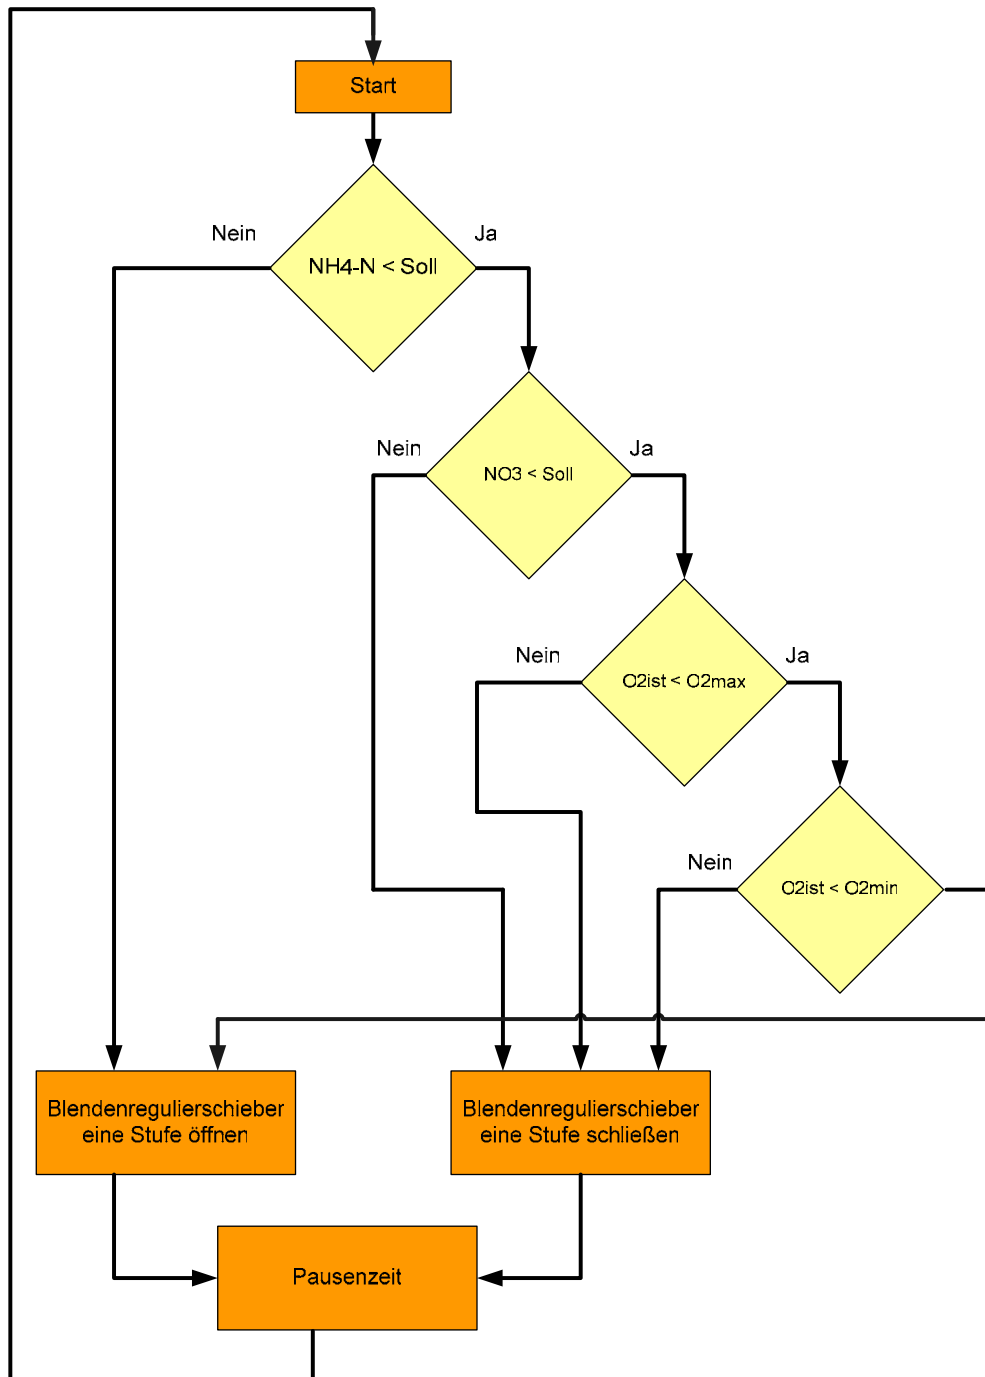 Start
Nein
Ja
NH4-N < Soll
Nein
Ja
NO3 < Soll
Nein
Ja
O2ist < O2max
Nein
O2ist < O2min
Blendenregulierschieber
eine Stufe öffnen
Blendenregulierschieber
eine Stufe schließen
Pausenzeit